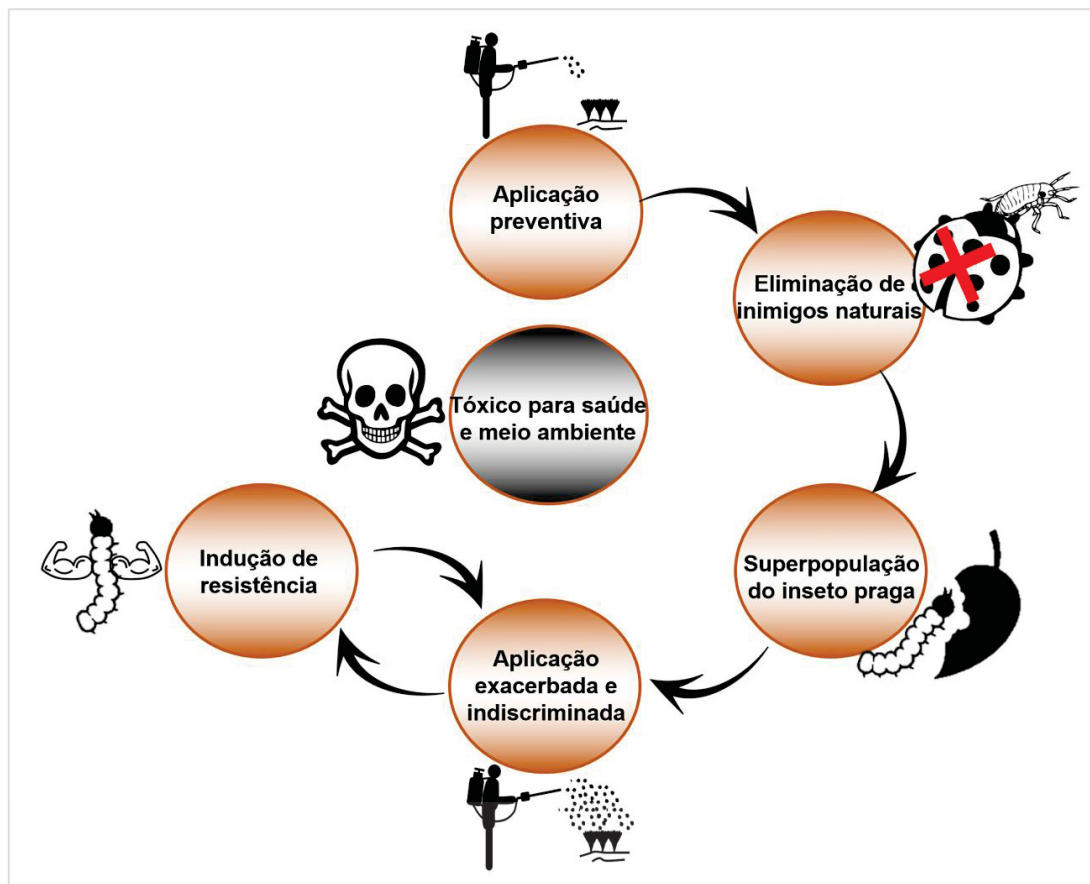 Aplicação
preventiva
Eliminação de
inimigos naturais
Tóxico para saúde
e meio ambiente
Superpopulação
do inseto praga
Aplicação
exacerbada e
indiscriminada
Indução de
resistência